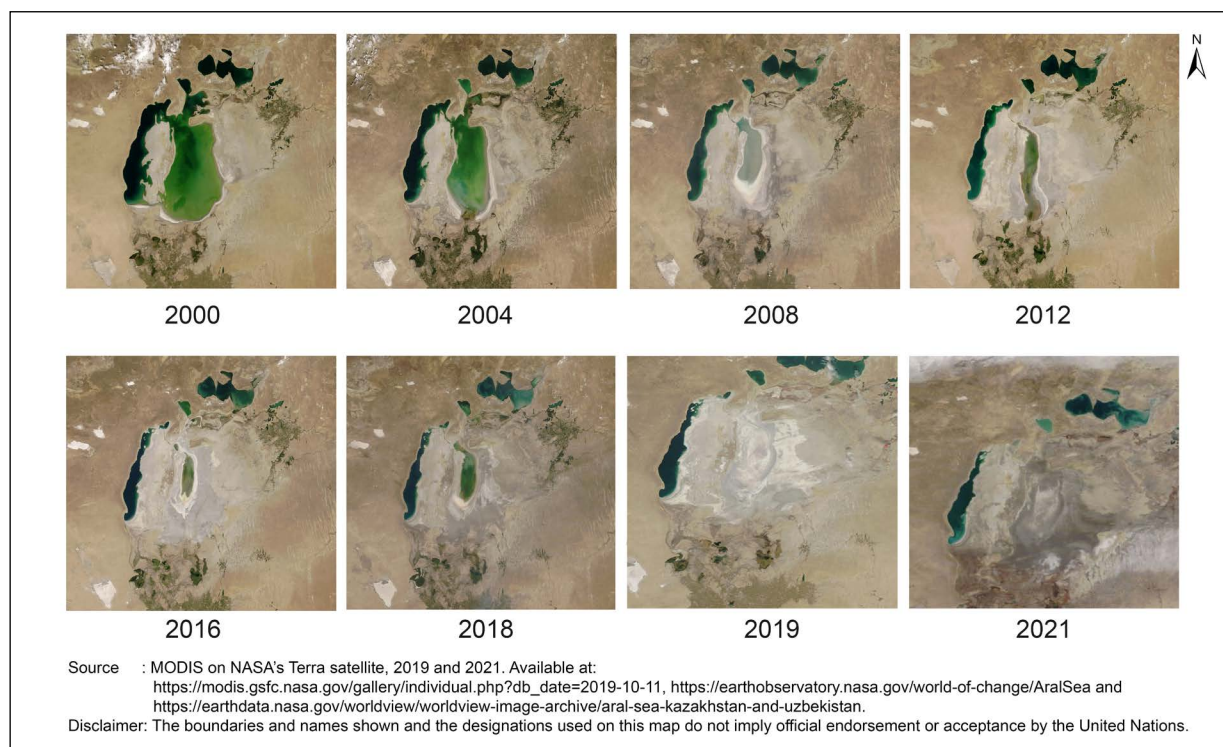 N
2000
2004
2008
2012
2016
2018
2019
2021
Source : MODIS on NASA's Terra satellite, 2019 and 2021. Available at:
https://modis.gsfc.nasa.gov/gallery/individual.php?db_date=2019-10-11, https://earthobservatory.nasa.gov/world-of-change/AralSea and
https://earthdata.nasa.gov/worldview/worldview-image-archive/aral-sea-kazakhstan-and-uzbekistan.
Disclaimer: The boundaries and names shown and the designations used on this map do not imply official endorsement or acceptance by the United Nations.